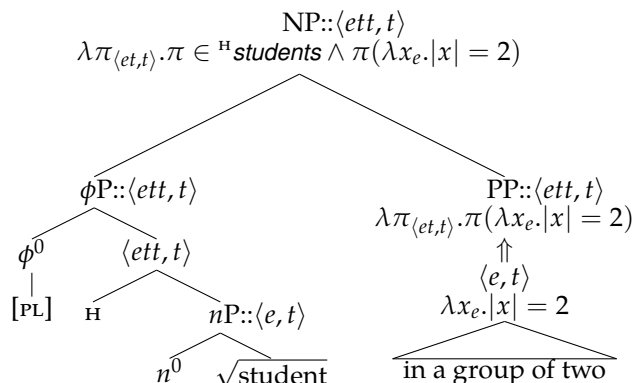 NP::⟨ett, t⟩
λπ⟨et,t⟩.π ∈ ᴴstudents ∧ π(λxₑ.|x| = 2)
ϕP::⟨ett, t⟩ PP::⟨ett, t⟩
λπ⟨et,t⟩.π(λxₑ.|x| = 2)
ϕ⁰ ⟨ett, t⟩ ⇑
⟨e, t⟩
[PL] H nP::⟨e, t⟩ λxₑ.|x| = 2
n⁰ √student in a group of two